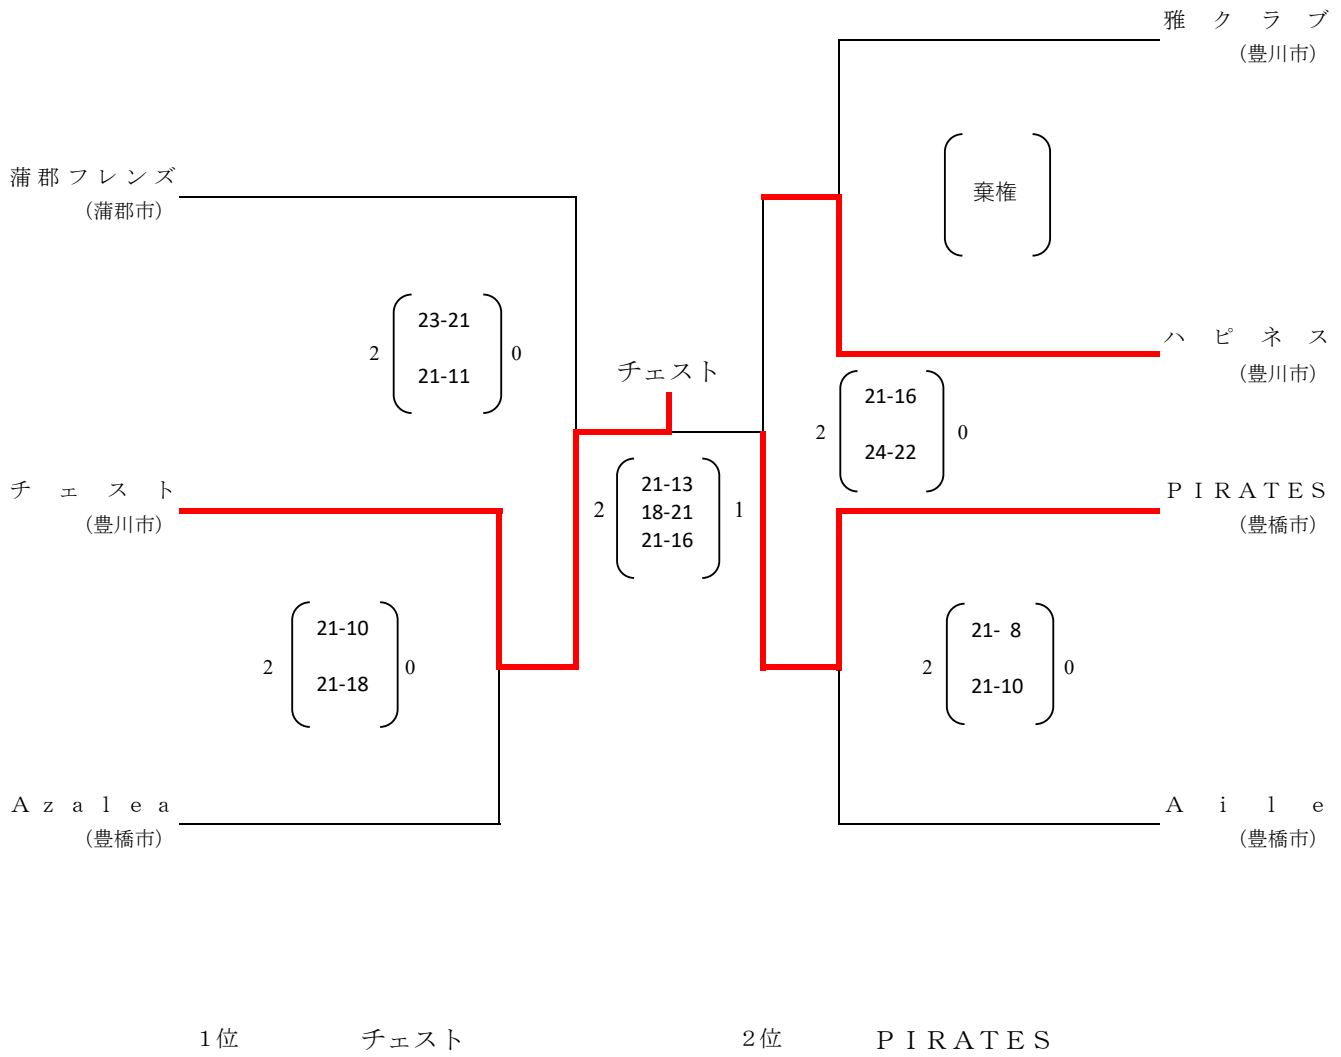 雅クラブ
(豊川市)
棄権
蒲郡フレンズ
(蒲郡市)
23-21
2 0
21-11
ハピネス
(豊川市)
チェスト
21-16
2 0
24-22
チェスト
(豊川市)
21-13
2 18-21 1
21-16
PIRATES
(豊橋市)
21-10
2 0
21-18
21- 8
2 0
21-10
Azalea
(豊橋市)
Aile
(豊橋市)
1位 チェスト 2位 PIRATES